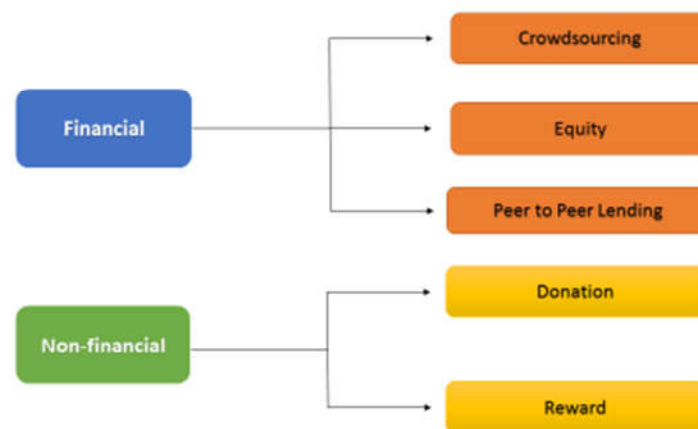 Crowdsourcing
Financial
Equity
Peer to Peer Lending
Donation
Non-financial
Reward